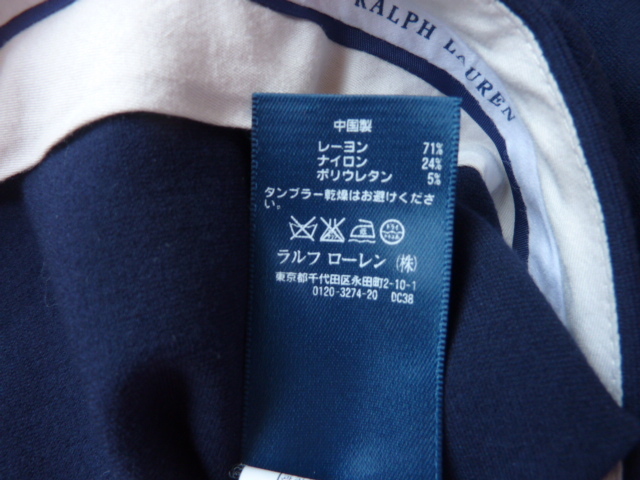 RALPH LAUREN
中国製
レーヨン 71%
ナイロン 24%
ポリウレタン 5%
タンブラー乾燥はお避けくださ
い。
ラルフ ローレン (株)
東京都千代田区永田町2-10-1
0120-3274-20 DC38